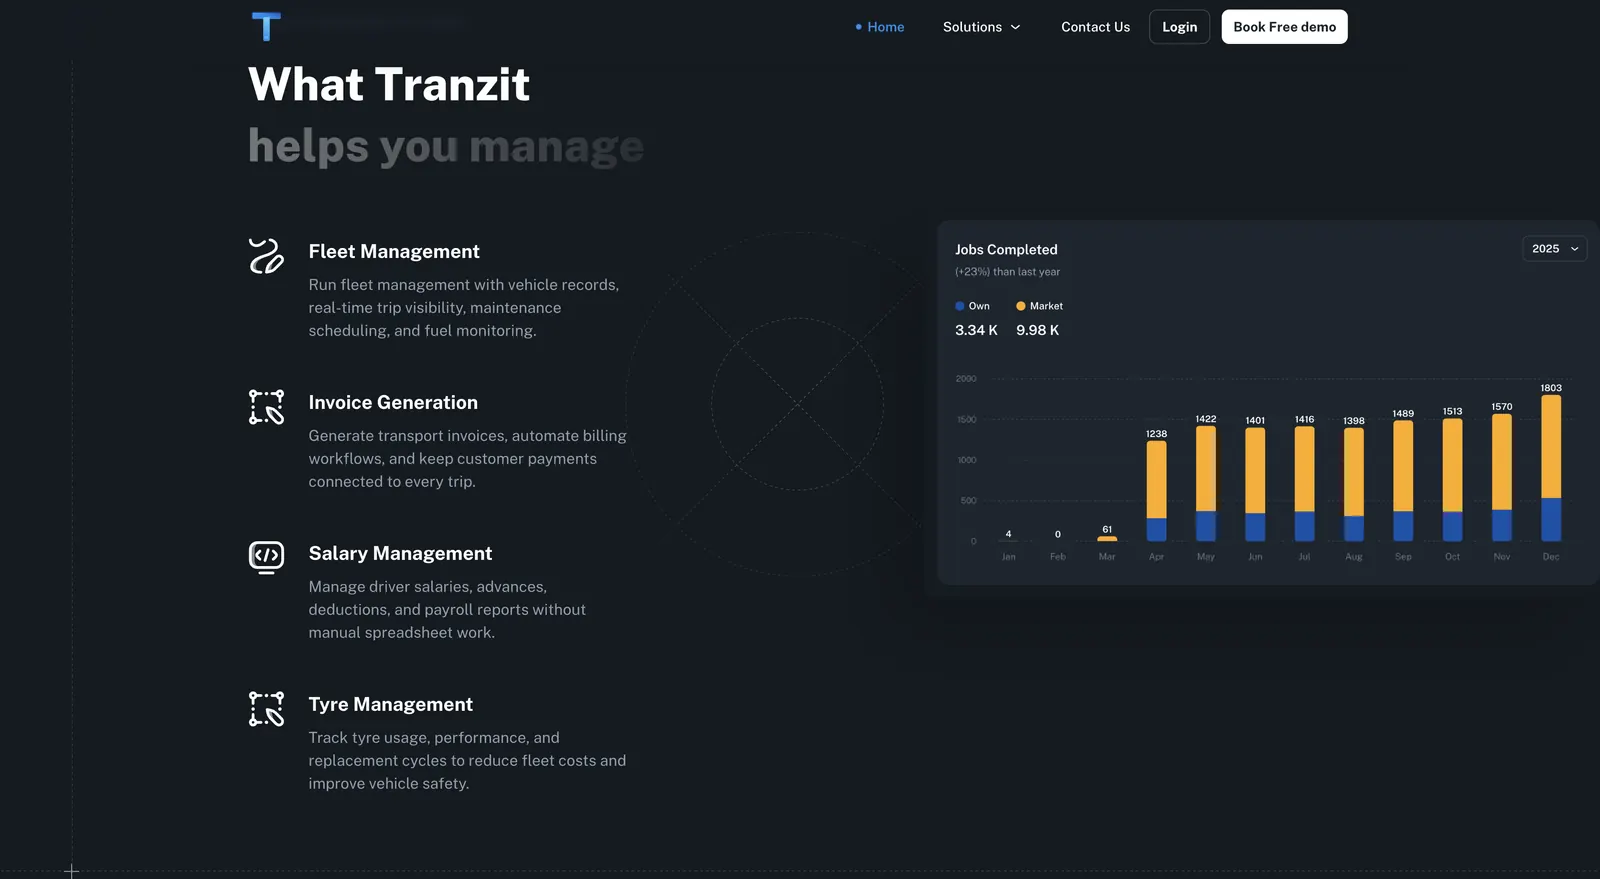 T
Home
Solutions
Contact Us
Login
Book Free demo
What Tranzit
helps you manage
Fleet Management
Run fleet management with vehicle records,
real-time trip visibility, maintenance
scheduling, and fuel monitoring.
Invoice Generation
Generate transport invoices, automate billing
workflows, and keep customer payments
connected to every trip.
Salary Management
Manage driver salaries, advances,
deductions, and payroll reports without
manual spreadsheet work.
Tyre Management
Track tyre usage, performance, and
replacement cycles to reduce fleet costs and
improve vehicle safety.
Jobs Completed
2025
(+23%) than last year
Own Market
3.34 K 9.98 K
2000
1500
1000
500
0
4 0 61 1238 1422 1401 1416 1398 1489 1513 1570 1803
Jan Feb Mar Apr May Jun Jul Aug Sep Oct Nov Dec